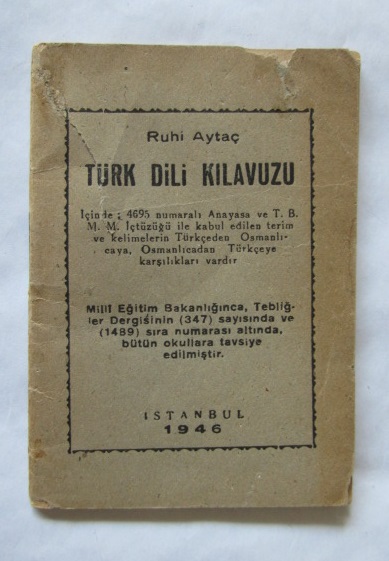 Ruhi Aytaç
TÜRK DİLİ KILAVUZU
İçinde : 4695 numaralı Anayasa ve T. B.
M. M. İçtüzüğü ile kabul edilen terim
ve kelimelerin Türkçeden Osmanlı-
caya, Osmanlıcadan Türkçeye
karşılıkları vardır
Millî Eğitim Bakanlığınca, Tebliğ-
ler Dergisinin (347) sayısında ve
(1489) sıra numarası altında,
bütün okullara tavsiye
edilmiştir.
İSTANBUL
1946